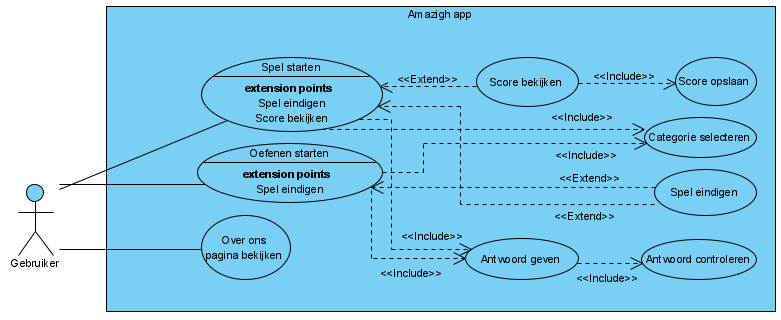 Amazigh app
Spel starten
extension points
Spel eindigen
Score bekijken
<<Extend>>
Score bekijken
<<Include>>
Score opslaan
<<Include>>
Categorie selecteren
Oefenen starten
extension points
Spel eindigen
<<Include>>
<<Extend>>
Spel eindigen
<<Extend>>
Gebruiker
Over ons
pagina bekijken
<<Include>>
<<Include>>
Antwoord geven
<<Include>>
Antwoord controleren